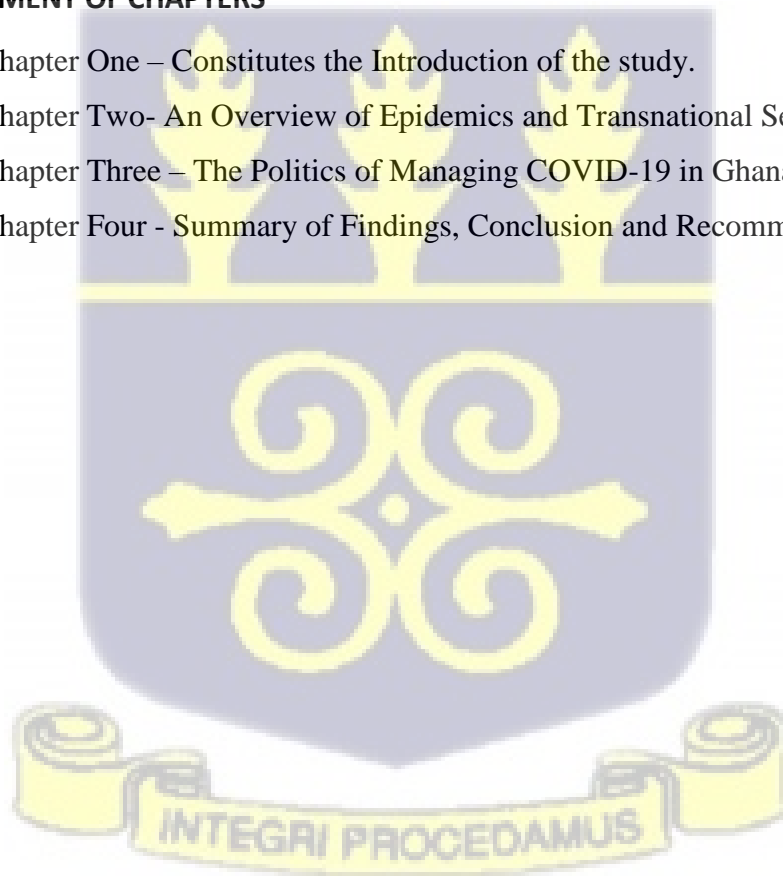 MENT OF CHAPTERS
hapter One – Constitutes the Introduction of the study.
hapter Two- An Overview of Epidemics and Transnational Se
hapter Three – The Politics of Managing COVID-19 in Ghana
hapter Four - Summary of Findings, Conclusion and Recomm
INTEGRI PROCEDAMUS